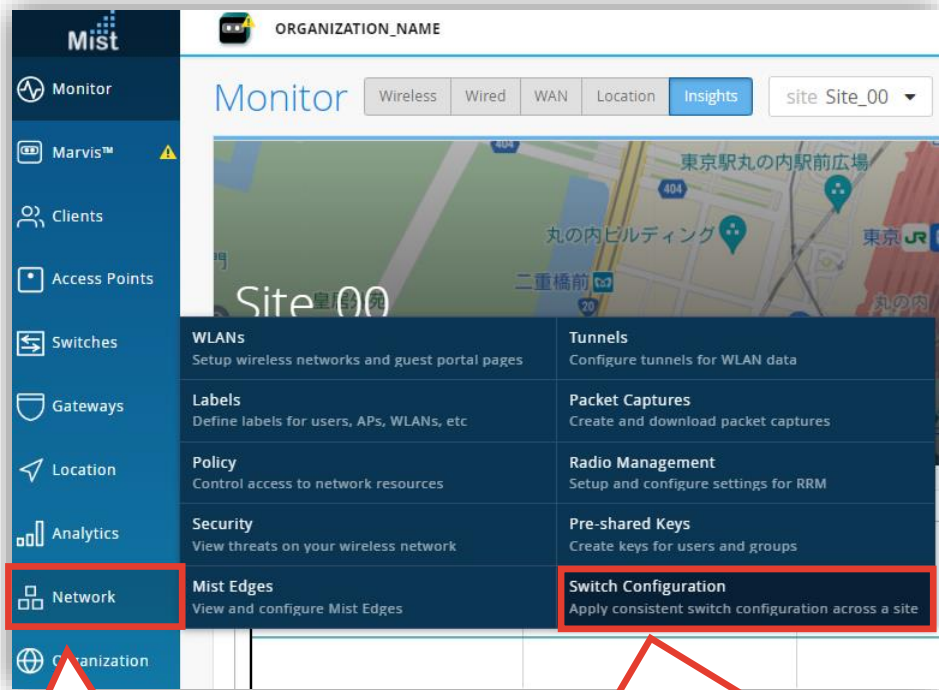 Mist
ORGANIZATION_NAME
Monitor
Marvis™
Clients
Access Points
Switches
Gateways
Location
Analytics
Network
Organization
Monitor
Wireless
Wired
WAN
Location
Insights
site Site_00
404
東京駅丸の内駅前広場
404
丸の内ビルディング
東京 JR
二重橋前
20
丸の内
Site_00
WLANs
Setup wireless networks and guest portal pages
Tunnels
Configure tunnels for WLAN data
Labels
Define labels for users, APs, WLANs, etc
Packet Captures
Create and download packet captures
Policy
Control access to network resources
Radio Management
Setup and configure settings for RRM
Security
View threats on your wireless network
Pre-shared Keys
Create keys for users and groups
Mist Edges
View and configure Mist Edges
Switch Configuration
Apply consistent switch configuration across a site